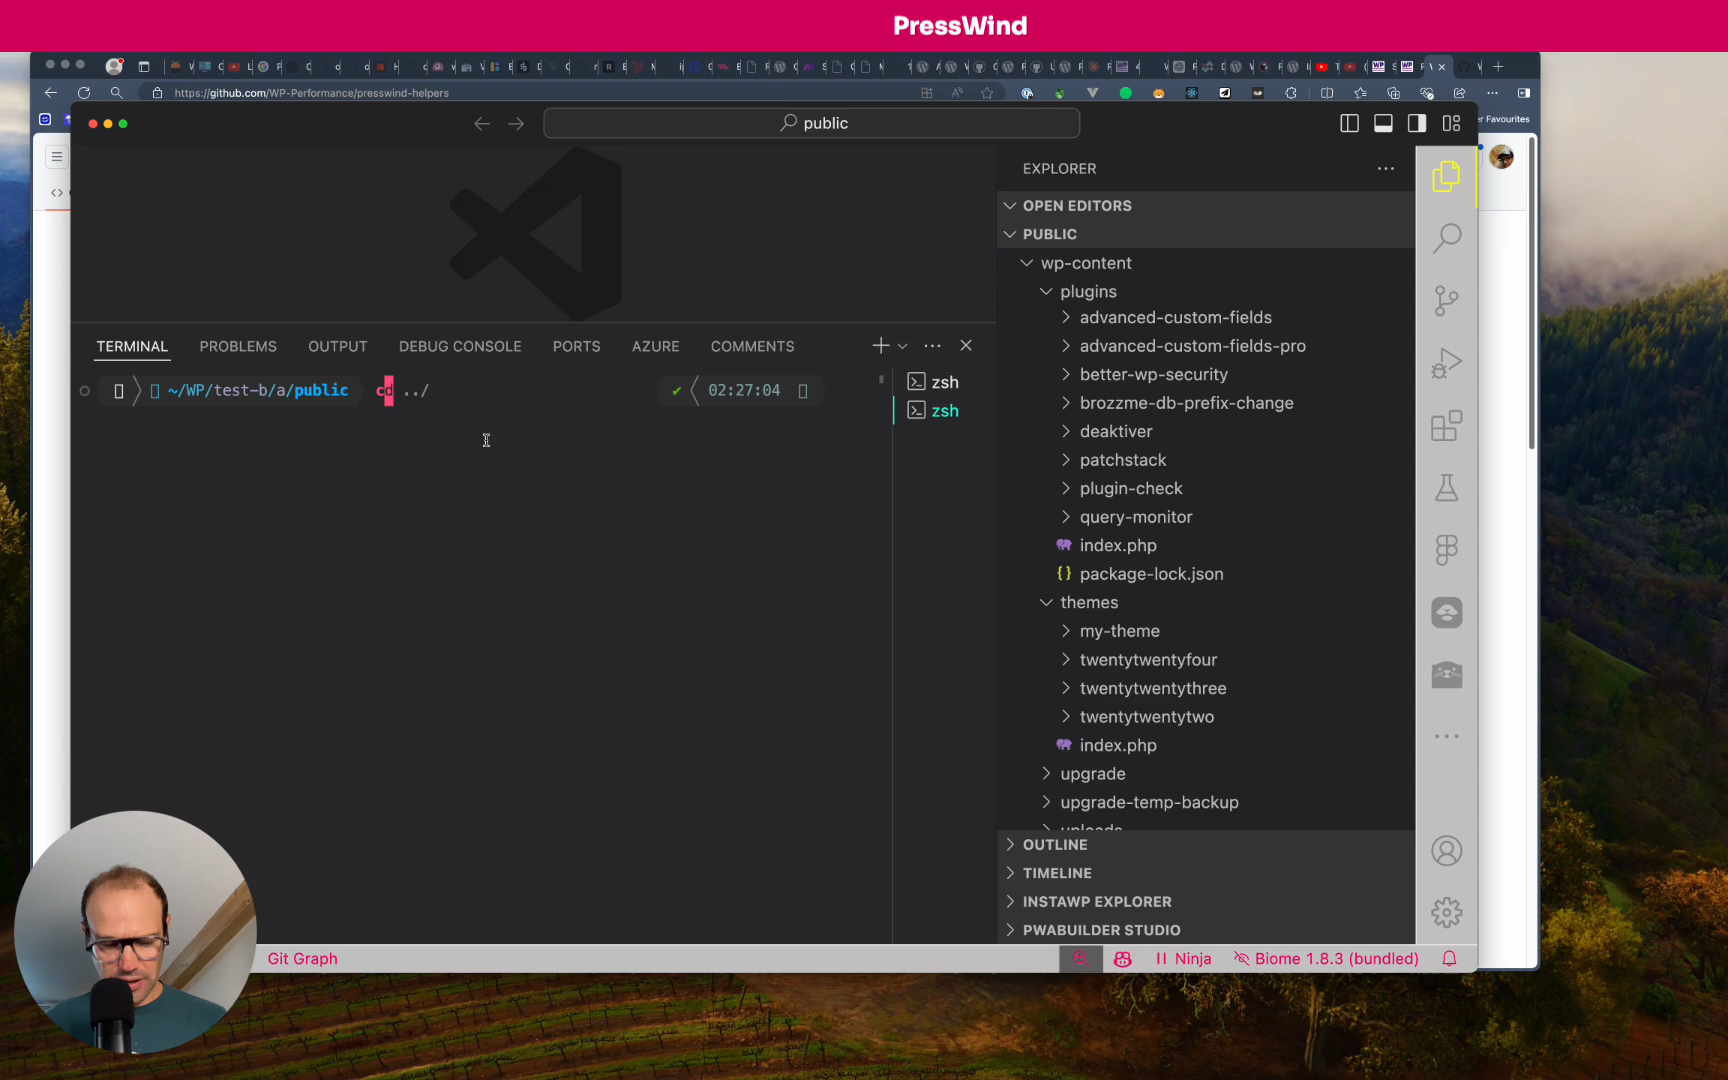 PressWind
https://github.com/WP-Performance/presswind-helpers
er Favourites
public
EXPLORER
OPEN EDITORS
PUBLIC
wp-content
plugins
advanced-custom-fields
advanced-custom-fields-pro
better-wp-security
brozzme-db-prefix-change
deaktiver
patchstack
plugin-check
query-monitor
index.php
package-lock.json
themes
my-theme
twentytwentyfour
twentytwentythree
twentytwentytwo
index.php
upgrade
upgrade-temp-backup
uploads
OUTLINE
TIMELINE
INSTAWP EXPLORER
PWABUILDER STUDIO
TERMINAL PROBLEMS OUTPUT DEBUG CONSOLE PORTS AZURE COMMENTS
~/WP/test-b/a/public cd ../ 02:27:04
zsh
zsh
Git Graph
Ninja
Biome 1.8.3 (bundled)